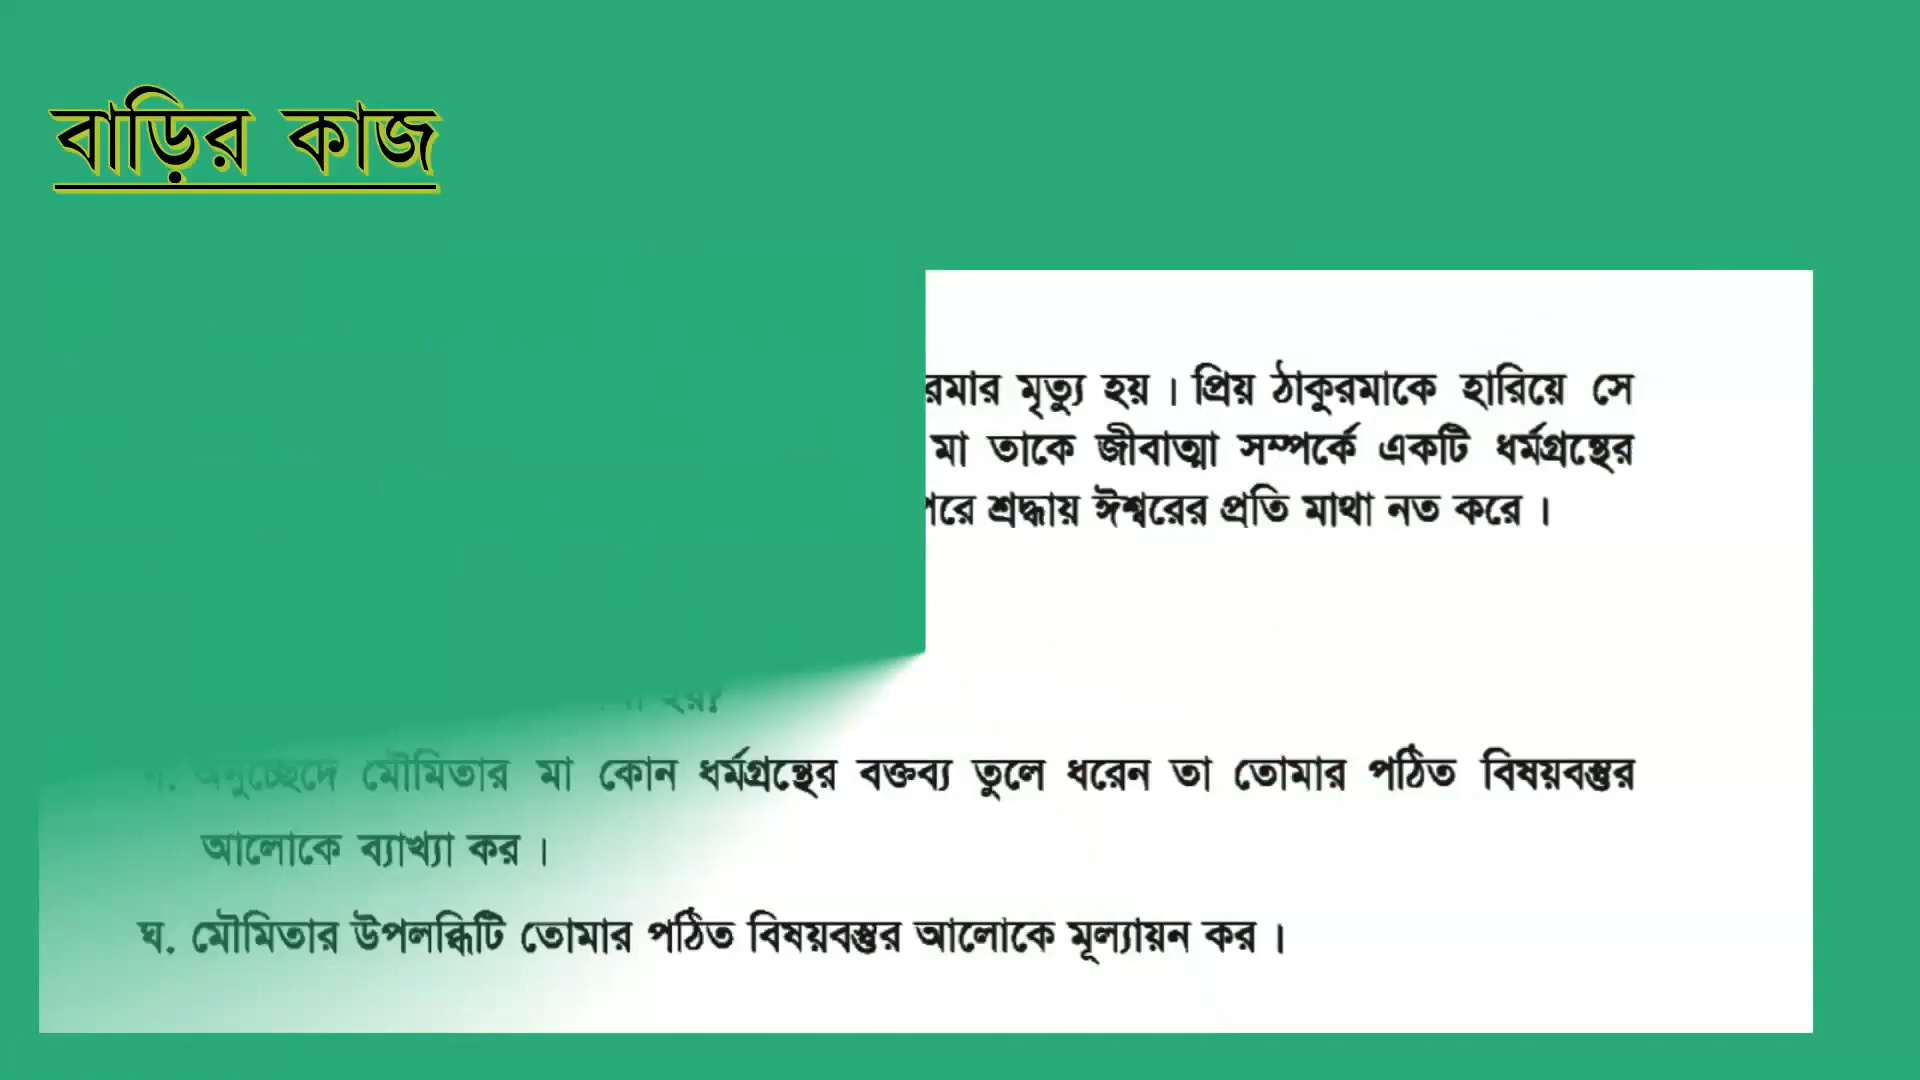 বাড়ির কাজ
মৃত্যু হয়। প্রিয় ঠাকুরমাকে হারিয়ে সে
মা তাকে জীবাত্মা সম্পর্কে একটি ধর্মগ্রন্থের
শ্রদ্ধায় ঈশ্বরের প্রতি মাথা নত করে।
হয়?
অনুচ্ছেদে মৌমিতার মা কোন ধর্মগ্রন্থের বক্তব্য তুলে ধরেন তা তোমার পঠিত বিষয়বস্তুর
আলোকে ব্যাখ্যা কর।
ঘ. মৌমিতার উপলব্ধিটি তোমার পঠিত বিষয়বস্তুর আলোকে মূল্যায়ন কর।